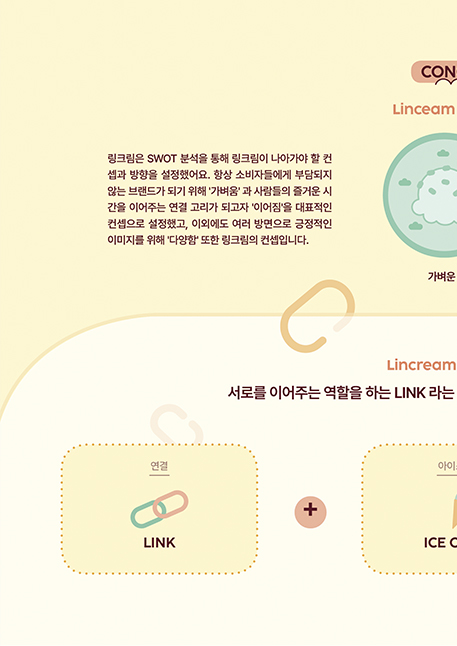 CON
Linceam
링크림은 SWOT 분석을 통해 링크림이 나아가야 할 컨
셉과 방향을 설정했어요. 항상 소비자들에게 부담되지
않는 브랜드가 되기 위해 '가벼움' 과 사람들의 즐거운 시
간을 이어주는 연결 고리가 되고자 '이어짐'을 대표적인
컨셉으로 설정했고, 이외에도 여러 방면으로 긍정적인
이미지를 위해 '다양함' 또한 링크림의 컨셉입니다.
가벼운
Lincream
서로를 이어주는 역할을 하는 LINK 라는
연결
LINK
+
아이
ICE C